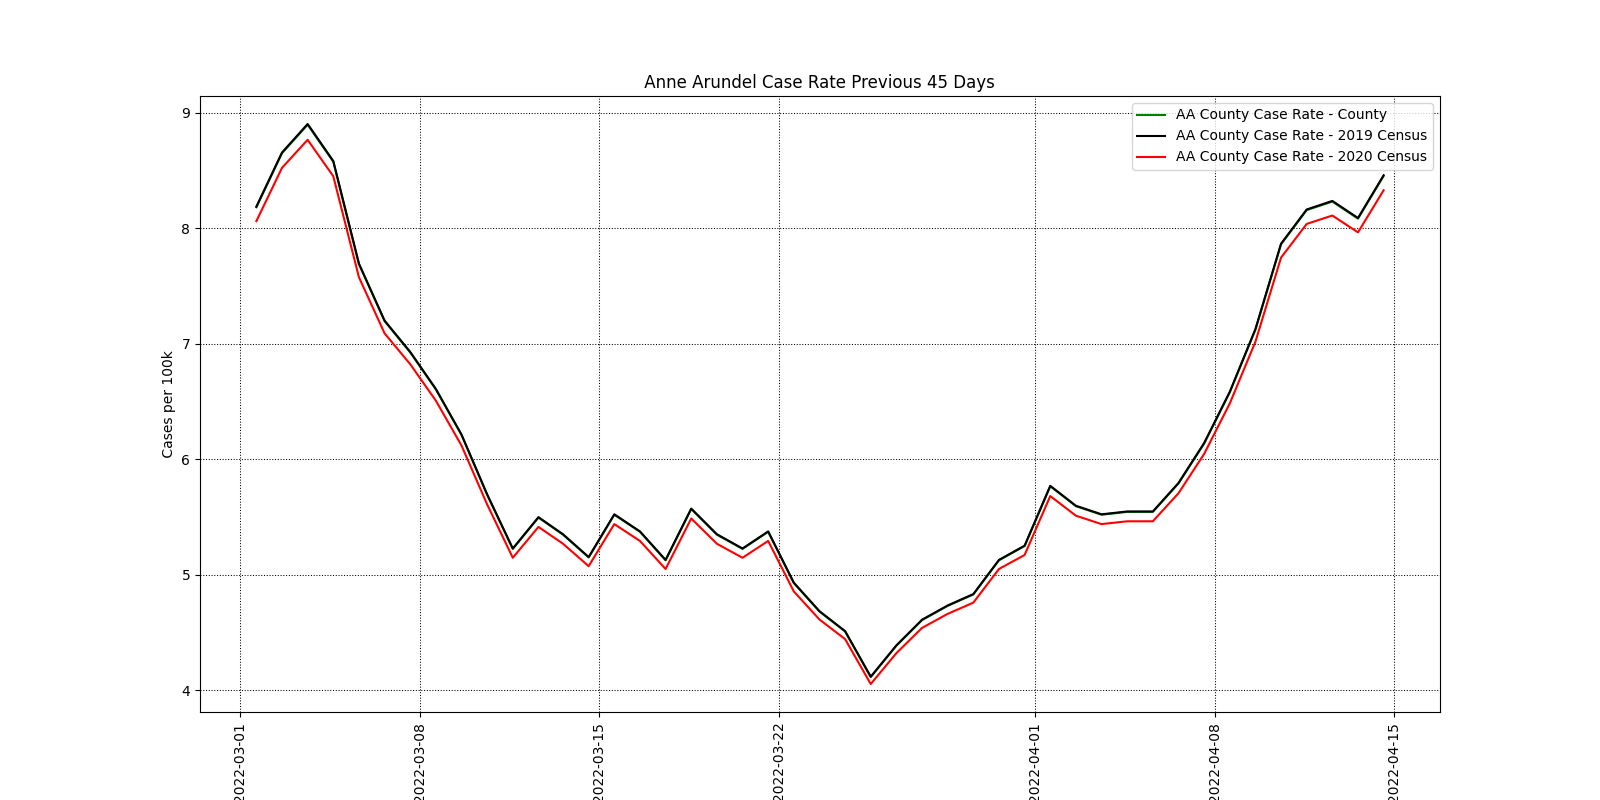 Anne Arundel Case Rate Previous 45 Days
AA County Case Rate - County
AA County Case Rate - 2019 Census
AA County Case Rate - 2020 Census
Cases per 100k
9
8
7
6
5
4
2022-03-01
2022-03-08
2022-03-15
2022-03-22
2022-04-01
2022-04-08
2022-04-15